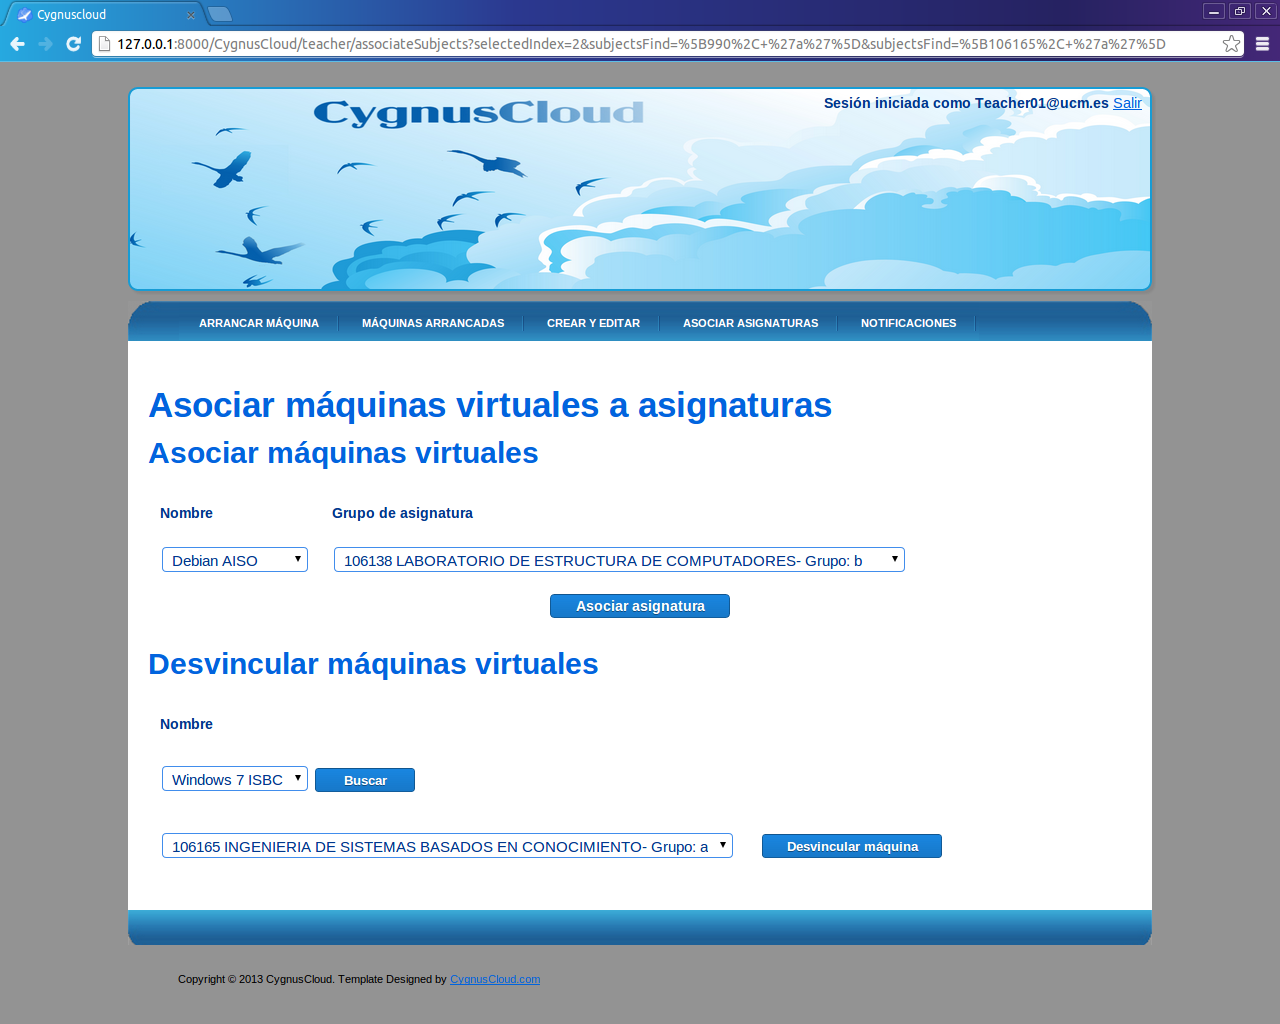 Cygnuscloud
127.0.0.1:8000/CygnusCloud/teacher/associateSubjects?selectedIndex=2&subjectsFind=%5B990%2C+%27a%27%5D&subjectsFind=%5B106165%2C+%27a%27%5D
CygnusCloud
Sesión iniciada como Teacher01@ucm.es Salir
ARRANCAR MÁQUINA MÁQUINAS ARRANCADAS CREAR Y EDITAR ASOCIAR ASIGNATURAS NOTIFICACIONES
Asociar máquinas virtuales a asignaturas
Asociar máquinas virtuales
Nombre Grupo de asignatura
Debian AISO 106138 LABORATORIO DE ESTRUCTURA DE COMPUTADORES- Grupo: b
Asociar asignatura
Desvincular máquinas virtuales
Nombre
Windows 7 ISBC Buscar
106165 INGENIERIA DE SISTEMAS BASADOS EN CONOCIMIENTO- Grupo: a Desvincular máquina
Copyright © 2013 CygnusCloud. Template Designed by CygnusCloud.com